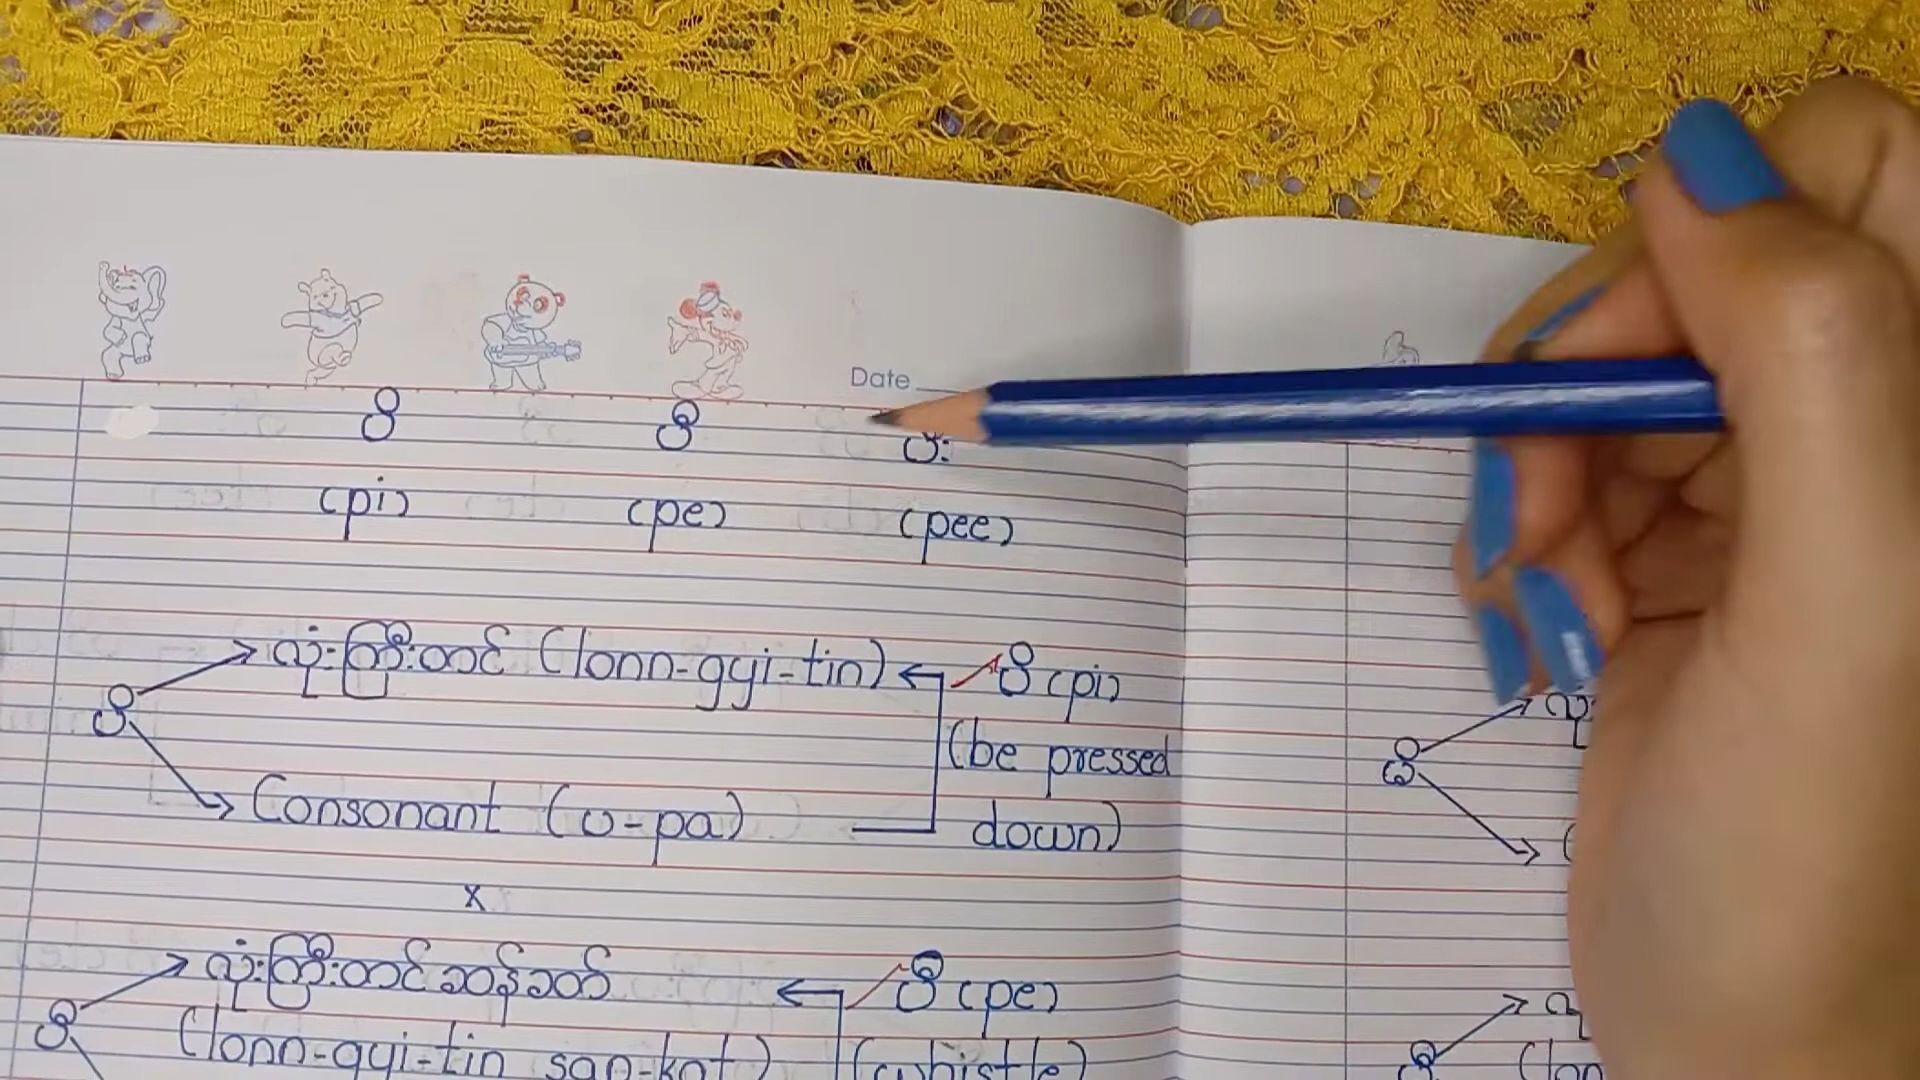 Date
ပိ ပီ
(pi) (pe) (pee)
လုံးကြီးတင် (lonn-gyi-tin) ပိ (pi)
ပိ (be pressed
Consonant (ပ-pa) down)
x
လုံးကြီးတင်ဆန်ခတ် ပီ (pe)
ပီ (lonn-gyi-tin san-kat) (whistle)